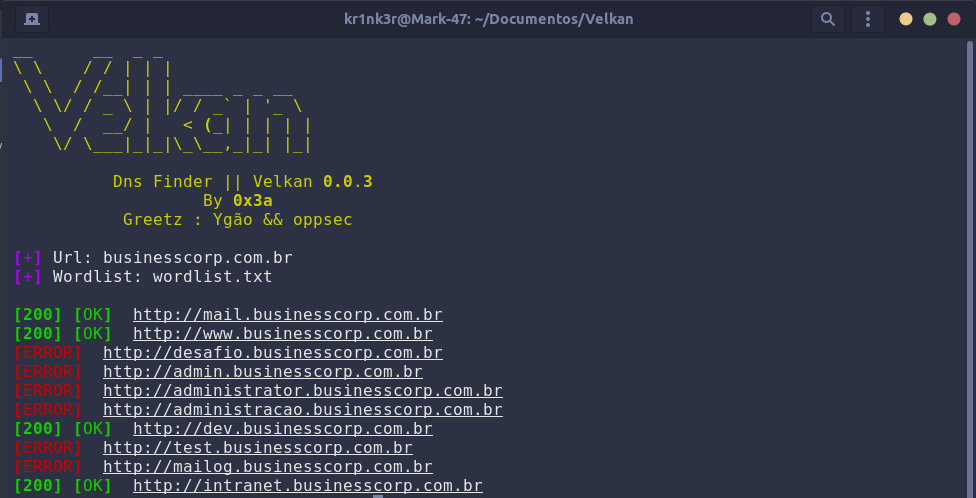 kr1nk3r@Mark-47: ~/Documentos/Velkan
Velkan
Dns Finder || Velkan 0.0.3
By 0x3a
Greetz : Ygão && oppsec
[+] Url: businesscorp.com.br
[+] Wordlist: wordlist.txt
[200] [OK] http://mail.businesscorp.com.br
[200] [OK] http://www.businesscorp.com.br
[ERROR] http://desafio.businesscorp.com.br
[ERROR] http://admin.businesscorp.com.br
[ERROR] http://administrator.businesscorp.com.br
[ERROR] http://administracao.businesscorp.com.br
[200] [OK] http://dev.businesscorp.com.br
[ERROR] http://test.businesscorp.com.br
[ERROR] http://mailog.businesscorp.com.br
[200] [OK] http://intranet.businesscorp.com.br